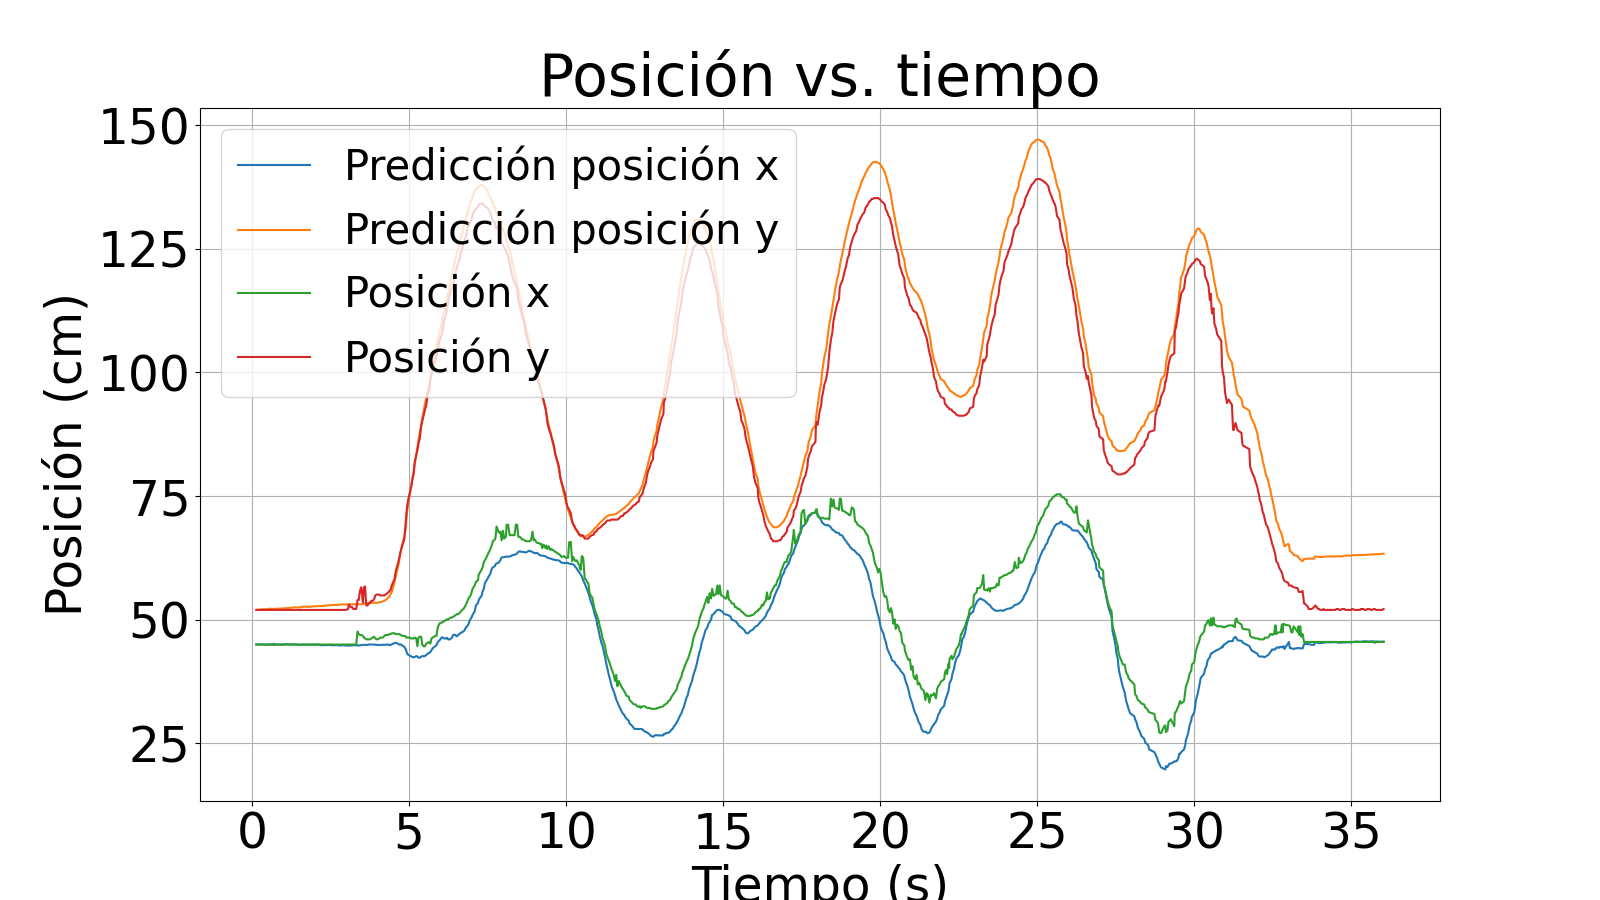 Posición vs. tiempo
Predicción posición x
Predicción posición y
Posición x
Posición y
Posición (cm)
150
125
100
75
50
25
0 5 10 15 20 25 30 35
Tiempo (s)